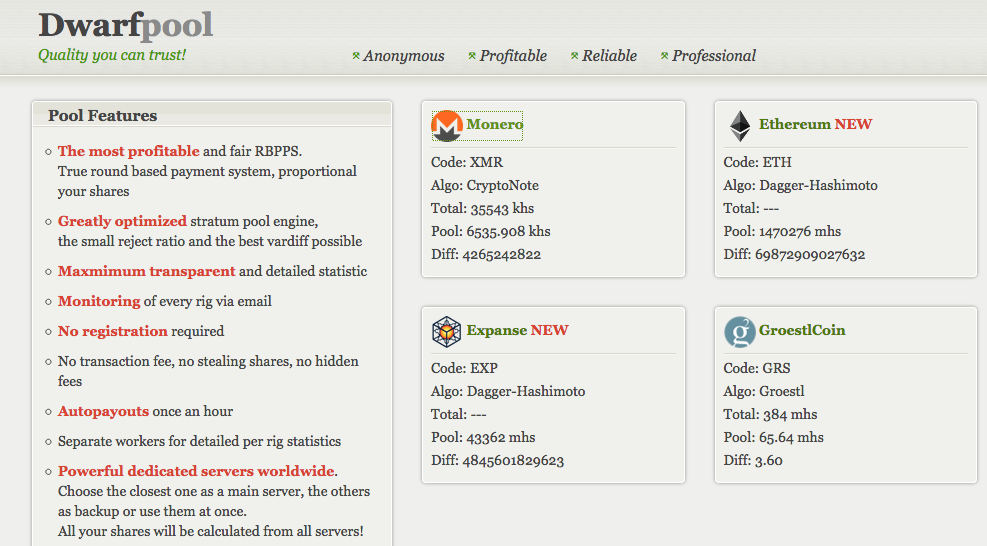 Dwarfpool
Quality you can trust!
Anonymous Profitable Reliable Professional
Pool Features
The most profitable and fair RBPPS.
True round based payment system, proportional
your shares
Greatly optimized stratum pool engine,
the small reject ratio and the best vardiff possible
Maxmimum transparent and detailed statistic
Monitoring of every rig via email
No registration required
No transaction fee, no stealing shares, no hidden
fees
Autopayouts once an hour
Separate workers for detailed per rig statistics
Powerful dedicated servers worldwide.
Choose the closest one as a main server, the others
as backup or use them at once.
All your shares will be calculated from all servers!
Monero
Code: XMR
Algo: CryptoNote
Total: 35543 khs
Pool: 6535.908 khs
Diff: 4265242822
Ethereum NEW
Code: ETH
Algo: Dagger-Hashimoto
Total: ---
Pool: 1470276 mhs
Diff: 69872909027632
Expanse NEW
Code: EXP
Algo: Dagger-Hashimoto
Total: ---
Pool: 43362 mhs
Diff: 4845601829623
g2 GroestlCoin
Code: GRS
Algo: Groestl
Total: 384 mhs
Pool: 65.64 mhs
Diff: 3.60